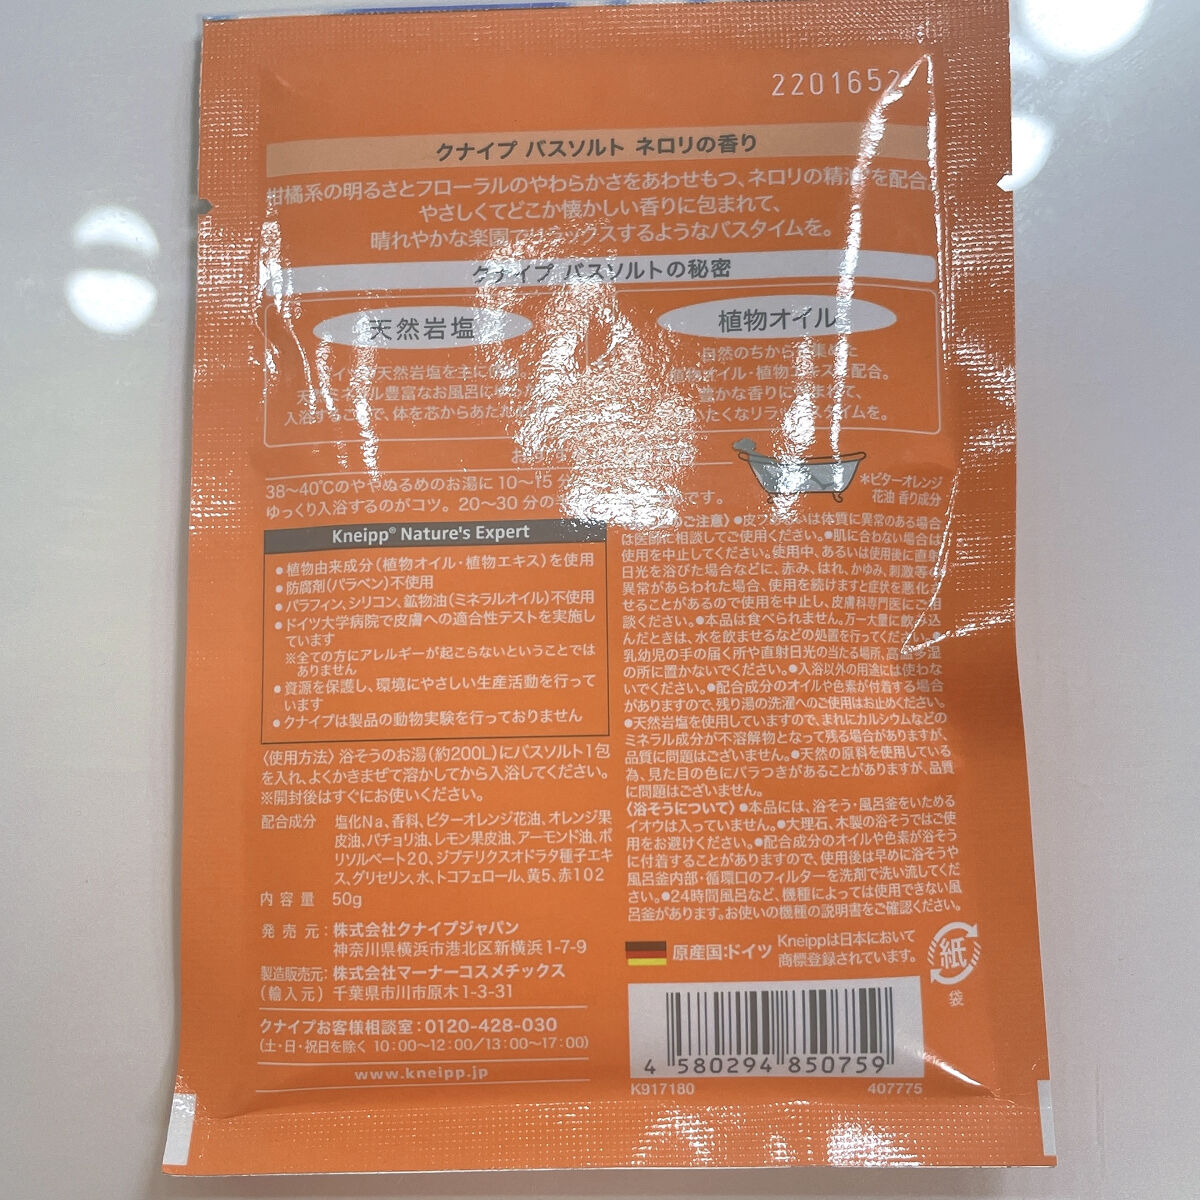 2201652
クナイプ バスソルト ネロリの香り
柑橘系の明るさとフローラルのやわらかさをあわせもつ、ネロリの精油*を配合。
やさしくてどこか懐かしい香りに包まれて、
晴れやかな楽園でリラックスするようなバスタイムを。
クナイプ バスソルトの秘密
天然岩塩
天然岩塩を主に
豊富なお風呂に
入浴することで、体を芯からあたため
植物オイル
自然のちから
植物オイル・植物エキスを配合。
豊かな香りに包まれて、
リラックスタイムを。
38〜40℃のややぬるめのお湯に 10〜15
ゆっくり入浴するのがコツ。20〜30 分の
です。
*ビターオレンジ
花油 香り成分
Kneipp® Nature's Expert
●植物由来成分(植物オイル・植物エキス)を使用
●防腐剤(パラベン)不使用
●パラフィン、シリコン、鉱物油(ミネラルオイル)不使用
●ドイツ大学病院で皮膚への適合性テストを実施し
ています
※全ての方にアレルギーが起こらないということでは
ありません
●資源を保護し、環境にやさしい生産活動を行って
います
●クナイプは製品の動物実験を行っておりません
〈使用方法〉浴そうのお湯(約200L)にバスソルト1包
を入れ、よくかきまぜて溶かしてから入浴してください。
※開封後はすぐにお使いください。
配合成分 塩化Na、香料、ビターオレンジ花油、オレンジ果
皮油、パチョリ油、レモン果皮油、アーモンド油、ポ
リソルベート20、ジプテリクスオドラタ種子エキ
ス、グリセリン、水、トコフェロール、黄5、赤102
内容量 50g
発売元:株式会社クナイプジャパン
神奈川県横浜市港北区新横浜1-7-9
製造販売元:株式会社マーナーコスメチックス
(輸入元) 千葉県市川市原木1-3-31
クナイプお客様相談室:0120-428-030
(土・日・祝日を除く 10:00〜12:00/13:00〜17:00)
www.kneipp.jp
のご注意〉●皮フあるいは体質に異常のある場合
は医師に相談してご使用ください。●肌に合わない場合は
使用を中止してください。使用中、あるいは使用後に直射
日光を浴びた場合などに、赤み、はれ、かゆみ、刺激等の
異常があらわれた場合、使用を続けますと症状を悪化さ
せることがあるので使用を中止し、皮膚科専門医にご相
談ください。●本品は食べられません。万一大量に飲み込
んだときは、水を飲ませるなどの処置を行ってください。●
乳幼児の手の届く所や直射日光の当たる場所、高温多湿
の所に置かないでください。●入浴以外の用途には使わな
いでください。●配合成分のオイルや色素が付着する場合
がありますので、残り湯の洗濯へのご使用はお止めください。
●天然岩塩を使用していますので、まれにカルシウムなどの
ミネラル成分が不溶解物となって残る場合がありますが、
品質に問題はございません。●天然の原料を使用している
為、見た目の色にバラつきがあることがありますが、品質
に問題はございません。
〈浴そうについて〉●本品には、浴そう・風呂釜をいためる
イオウは入っていません。●大理石、木製の浴そうではご使
用をお避けください。●配合成分のオイルや色素が浴そう
に付着することがありますので、使用後は早めに浴そうや
風呂釜内部・循環口のフィルターを洗剤で洗い流してくだ
さい。●24時間風呂など、機種によっては使用できない風
呂釜があります。お使いの機種の説明書をご確認ください。
原産国:ドイツ
Kneippは日本において
商標登録されています。
紙
袋
4 580294 850759
K917180 407775